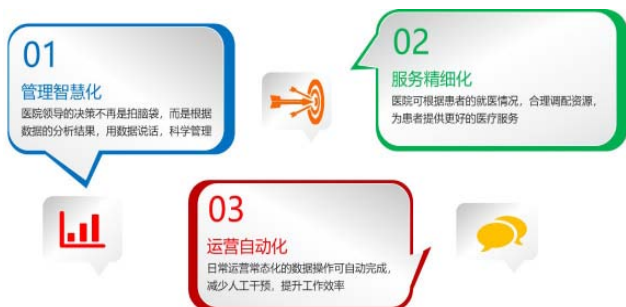 01
管理智慧化
医院领导的决策不再是拍脑袋，而是根据
数据的分析结果，用数据说话，科学管理
02
服务精细化
医院可根据患者的就医情况，合理调配资源，
为患者提供更好的医疗服务
03
运营自动化
日常运营常态化的数据操作可自动完成，
减少人工干预，提升工作效率